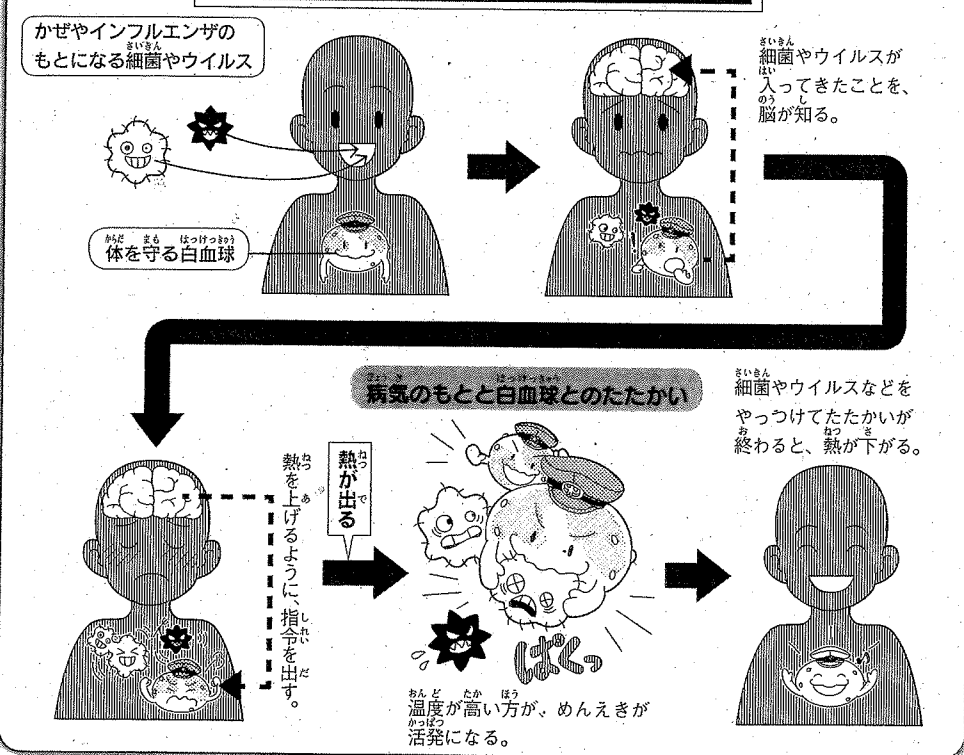 かぜやインフルエンザの
もとになる細菌やウイルス
体を守る白血球
細菌やウイルスが
入ってきたことを、
脳が知る。
熱を上げるように、指令を出す。
熱が出る
病気のもとと白血球とのたたかい
ぱくっ
温度が高い方が、めんえきが
活発になる。
細菌やウイルスなどを
やっつけてたたかいが
終わると、熱が下がる。